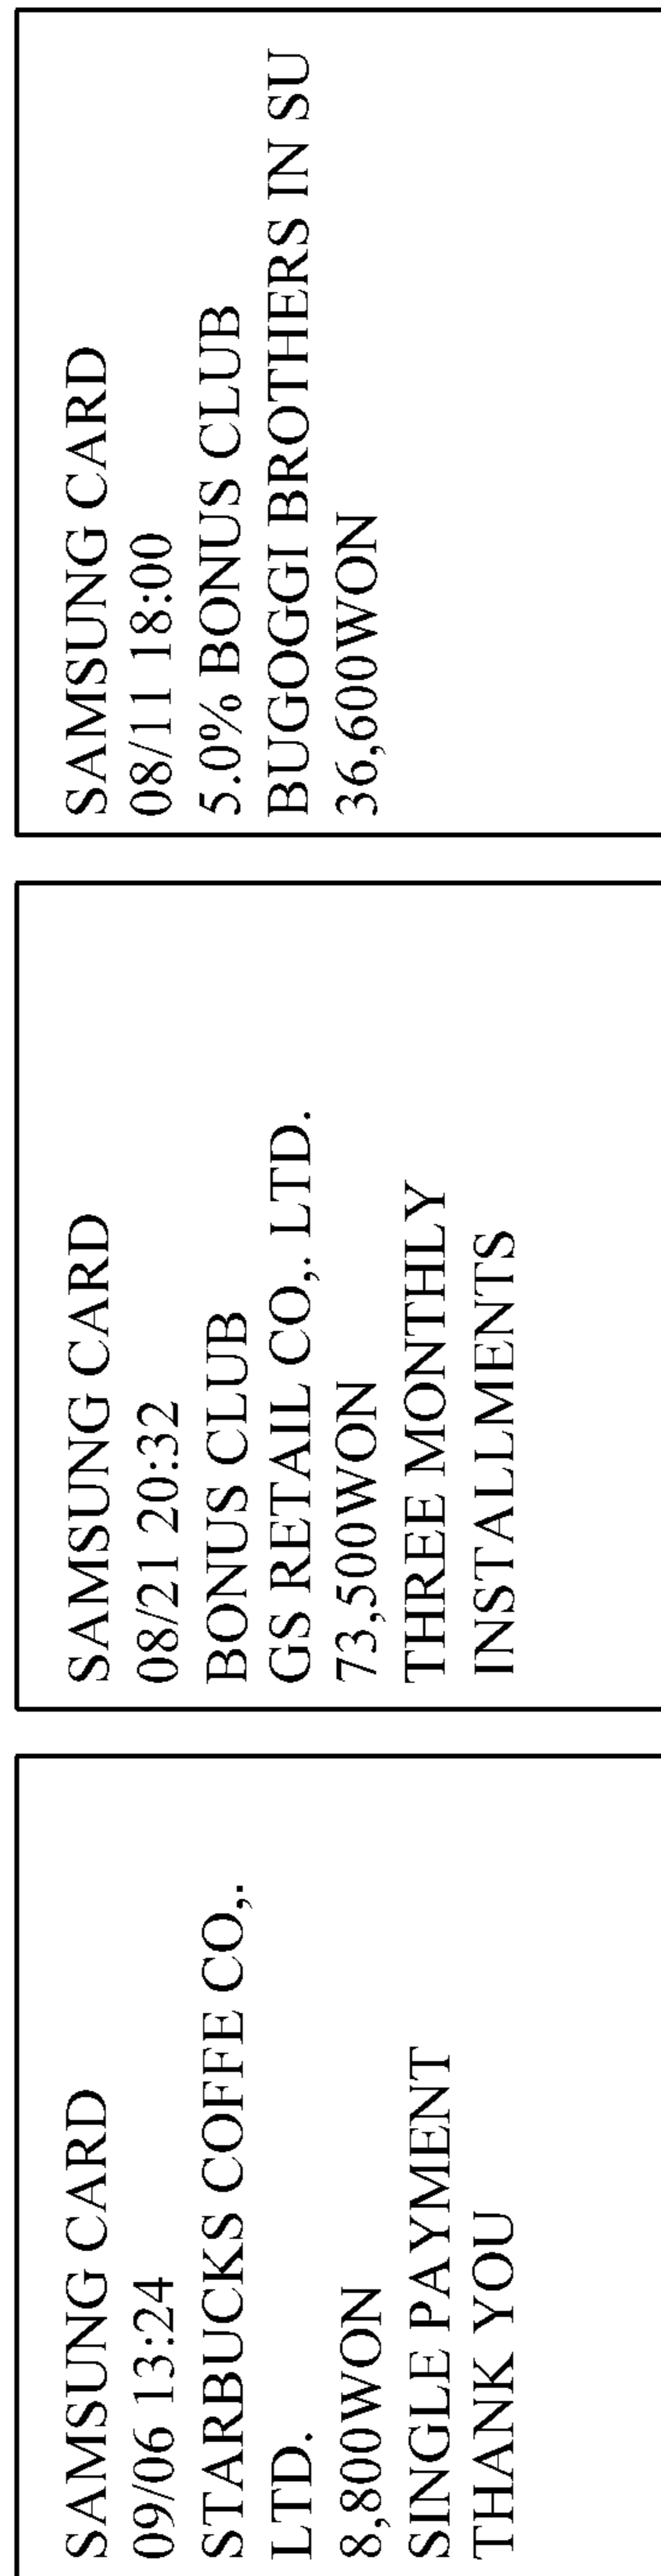 SAMSUNG CARD
09/06 13:24
STARBUCKS COFFE CO,.
LTD.
8,800WON
SINGLE PAYMENT
THANK YOU
SAMSUNG CARD
08/21 20:32
BONUS CLUB
GS RETAIL CO,. LTD.
73,500WON
THREE MONTHLY
INSTALLMENTS
SAMSUNG CARD
08/11 18:00
5.0% BONUS CLUB
BUGOGGI BROTHERS IN SU
36,600WON